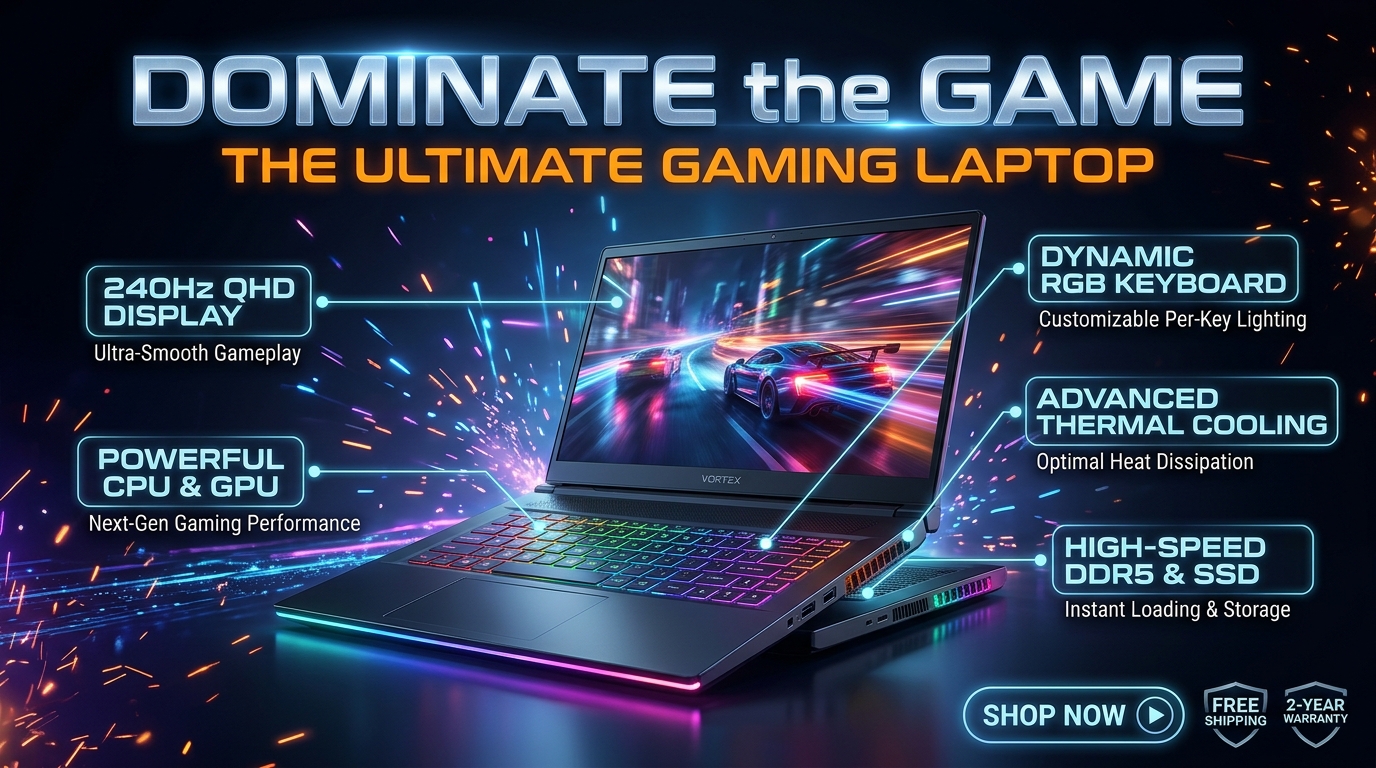 DOMINATE the GAME
THE ULTIMATE GAMING LAPTOP
240Hz QHD
DISPLAY
Ultra-Smooth Gameplay
POWERFUL
CPU & GPU
Next-Gen Gaming Performance
VORTEX
DYNAMIC
RGB KEYBOARD
Customizable Per-Key Lighting
ADVANCED
THERMAL COOLING
Optimal Heat Dissipation
HIGH-SPEED
DDR5 & SSD
Instant Loading & Storage
SHOP NOW
FREE
SHIPPING
2-YEAR
WARRANTY